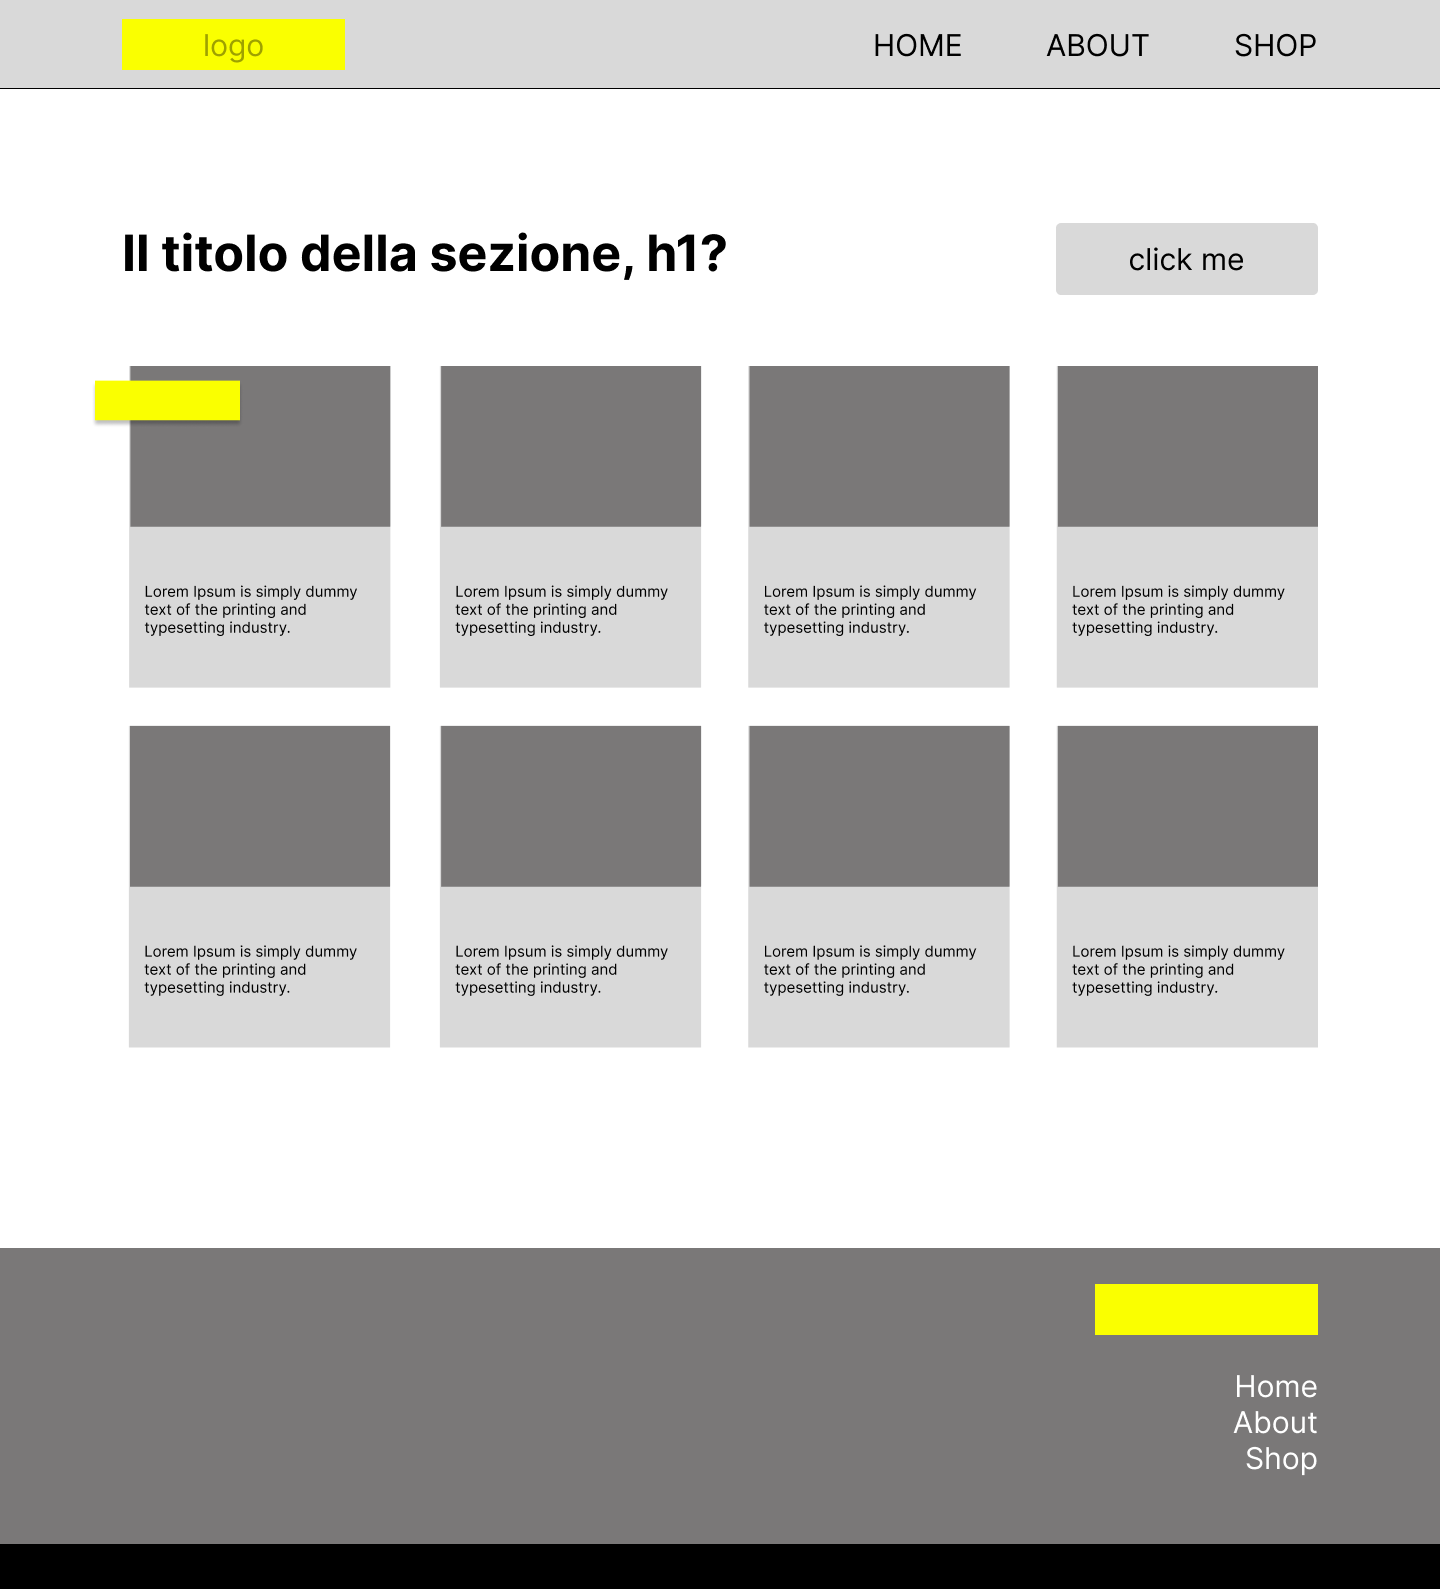 logo
HOME
ABOUT
SHOP
Il titolo della sezione, h1?
click me
Lorem Ipsum is simply dummy
text of the printing and
typesetting industry.
Lorem Ipsum is simply dummy
text of the printing and
typesetting industry.
Lorem Ipsum is simply dummy
text of the printing and
typesetting industry.
Lorem Ipsum is simply dummy
text of the printing and
typesetting industry.
Lorem Ipsum is simply dummy
text of the printing and
typesetting industry.
Lorem Ipsum is simply dummy
text of the printing and
typesetting industry.
Lorem Ipsum is simply dummy
text of the printing and
typesetting industry.
Lorem Ipsum is simply dummy
text of the printing and
typesetting industry.
Home
About
Shop